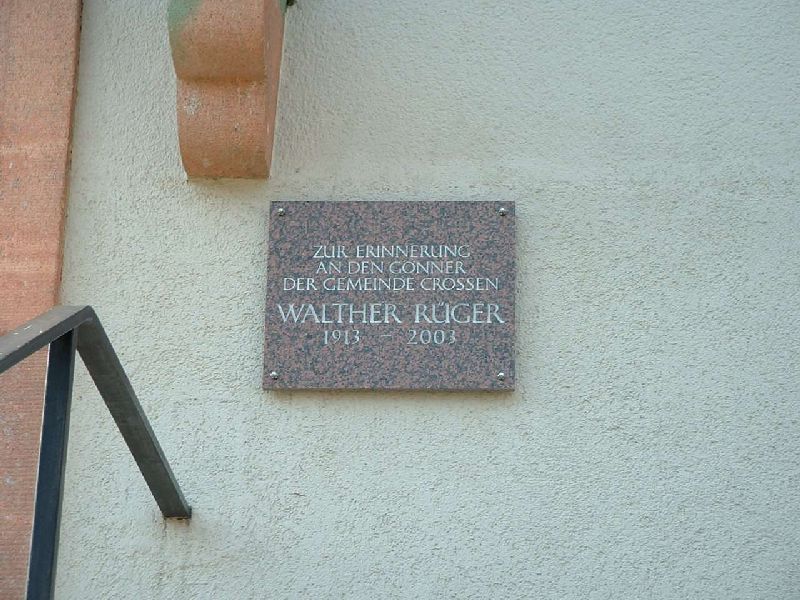 ZUR ERINNERUNG
AN DEN GÖNNER
DER GEMEINDE CROSSEN
WALTHER RÜGER
1913 – 2003